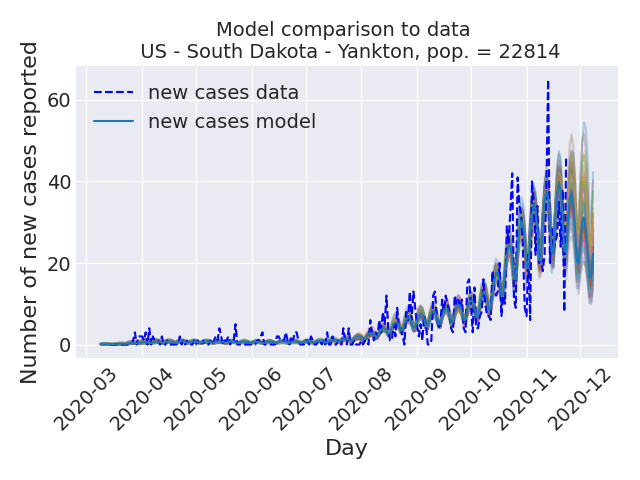 Model comparison to data
US - South Dakota - Yankton, pop. = 22814
new cases data
new cases model
Number of new cases reported
60
40
20
0
2020-03
2020-04
2020-05
2020-06
2020-07
2020-08
2020-09
2020-10
2020-11
2020-12
Day